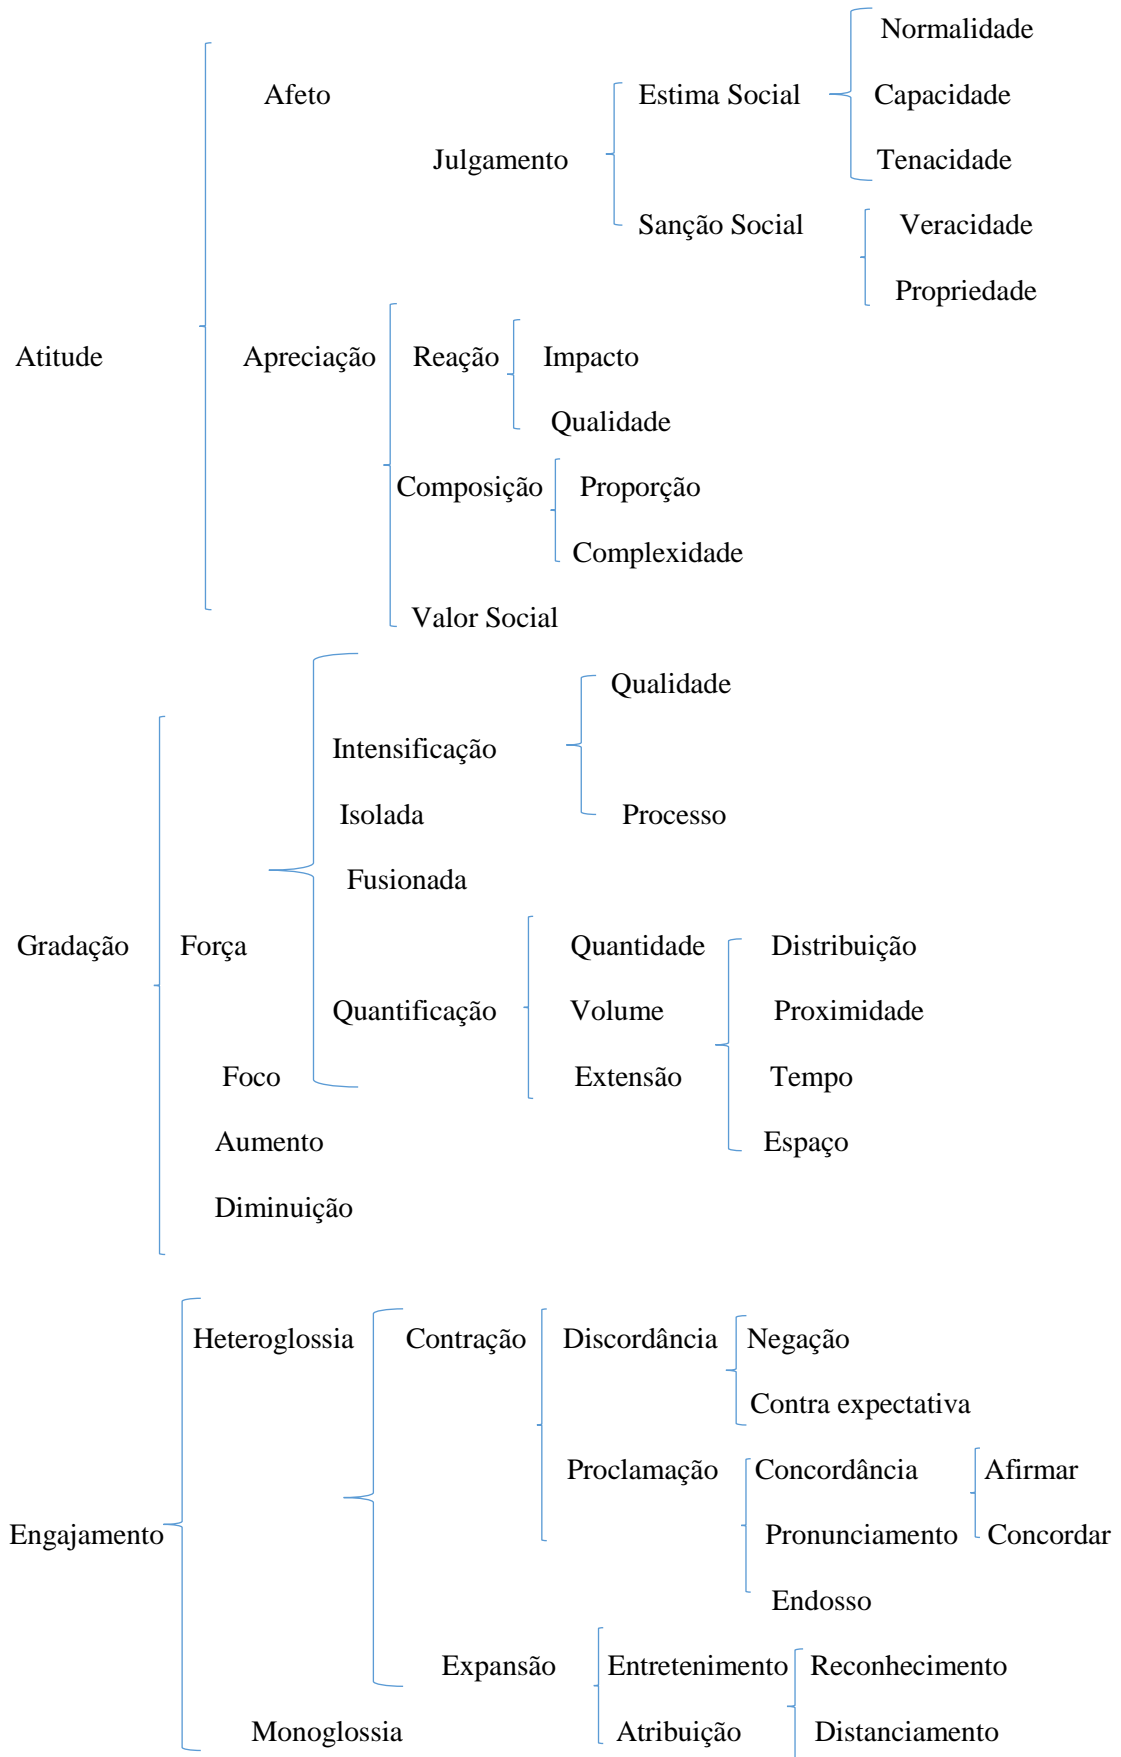 Normalidade
Afeto Estima Social Capacidade
Julgamento Tenacidade
Sanção Social Veracidade
Propriedade
Atitude Apreciação Reação Impacto
Qualidade
Composição Proporção
Complexidade
Valor Social
Qualidade
Intensificação
Isolada Processo
Fusionada
Gradação Força Quantidade Distribuição
Quantificação Volume Proximidade
Foco Extensão Tempo
Aumento Espaço
Diminuição
Heteroglossia Contração Discordância Negação
Contra expectativa
Proclamação Concordância Afirmar
Engajamento Pronunciamento Concordar
Endosso
Expansão Entretenimento Reconhecimento
Monoglossia Atribuição Distanciamento